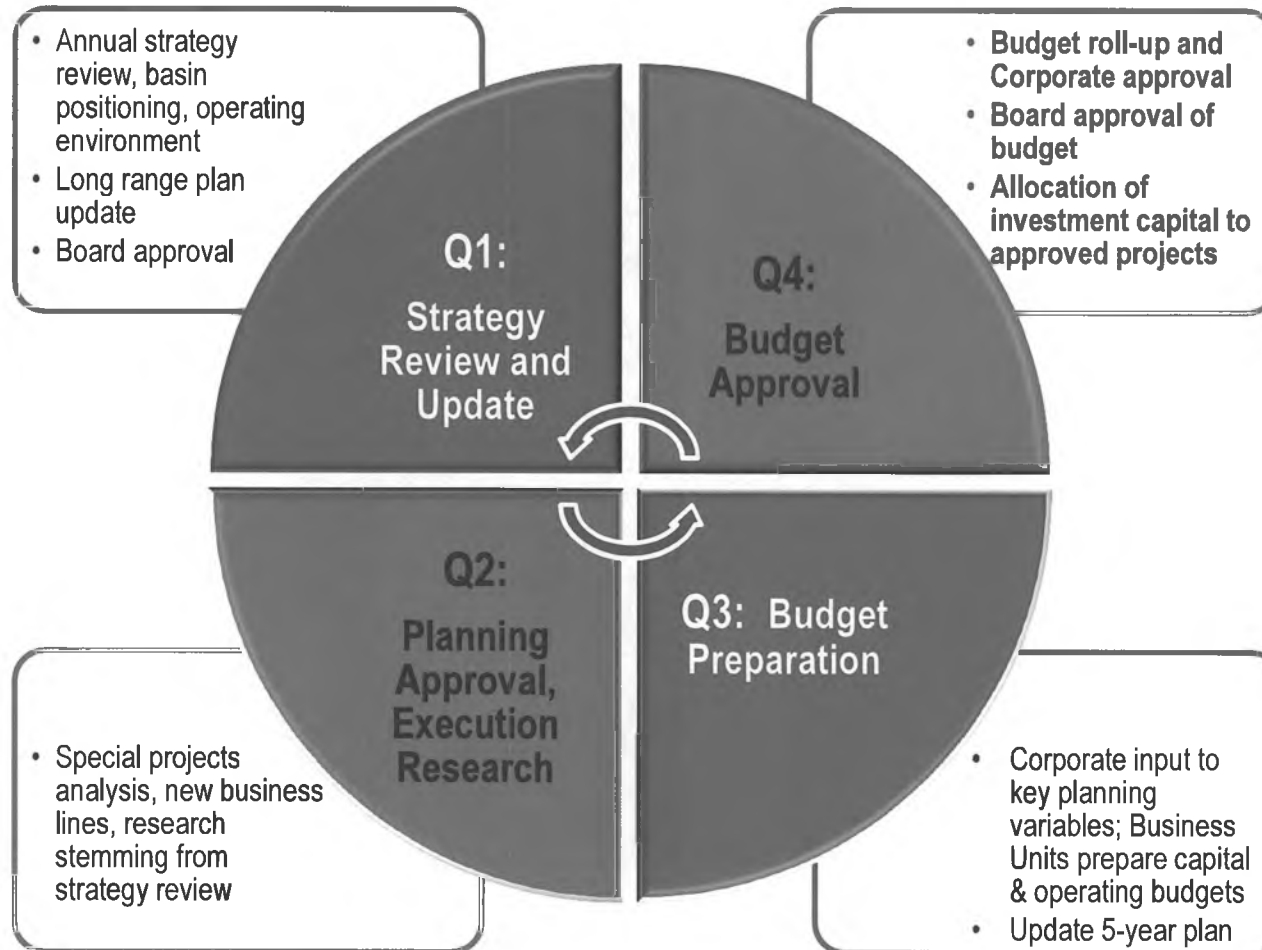 • Annual strategy
review, basin
positioning, operating
environment
• Long range plan
update
• Board approval
• Budget roll-up and
Corporate approval
• Board approval of
budget
• Allocation of
investment capital to
approved projects
Q1:
Strategy
Review and
Update
Q4:
Budget
Approval
Q2:
Planning
Approval,
Execution
Research
Q3: Budget
Preparation
• Special projects
analysis, new business
lines, research
stemming from
strategy review
• Corporate input to
key planning
variables; Business
Units prepare capital
& operating budgets
• Update 5-year plan